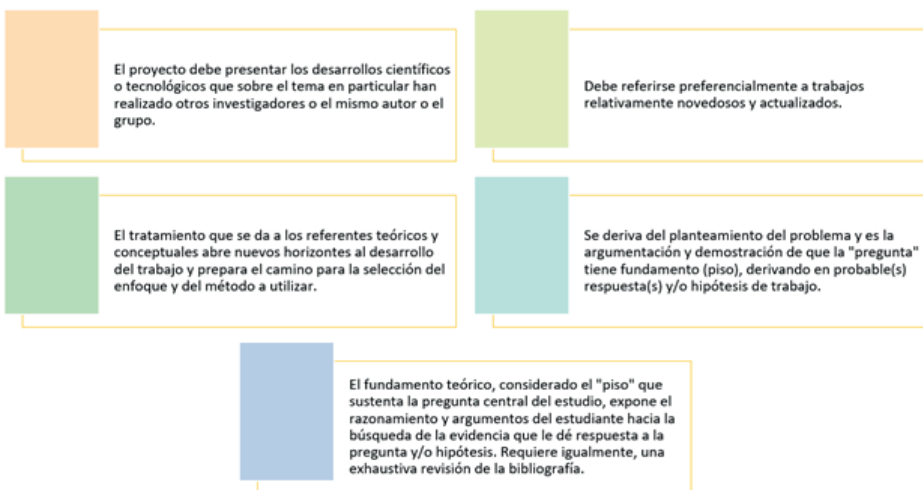 El proyecto debe presentar los desarrollos científicos
o tecnológicos que sobre el tema en particular han
realizado otros investigadores o el mismo autor o el
grupo.
Debe referirse preferencialmente a trabajos
relativamente novedosos y actualizados.
El tratamiento que se da a los referentes teóricos y
conceptuales abre nuevos horizontes al desarrollo
del trabajo y prepara el camino para la selección del
enfoque y del método a utilizar.
Se deriva del planteamiento del problema y es la
argumentación y demostración de que la "pregunta"
tiene fundamento (piso), derivando en probable(s)
respuesta(s) y/o hipótesis de trabajo.
El fundamento teórico, considerado el "piso" que
sustenta la pregunta central del estudio, expone el
razonamiento y argumentos del estudiante hacia la
búsqueda de la evidencia que le dé respuesta a la
pregunta y/o hipótesis. Requiere igualmente, una
exhaustiva revisión de la bibliografía.